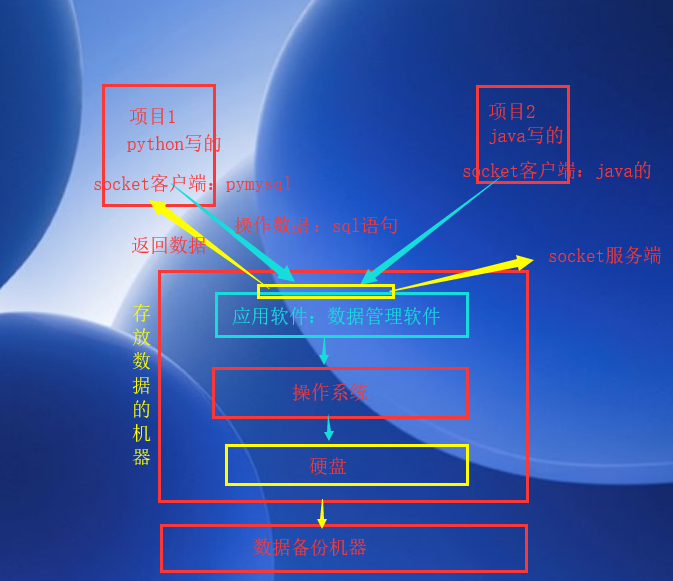 项目1
python写的
socket客户端：pymysql
项目2
java写的
socket客户端：java的
操作数据：sql语句
返回数据
socket服务端
存放数据的机器
应用软件：数据管理软件
操作系统
硬盘
数据备份机器